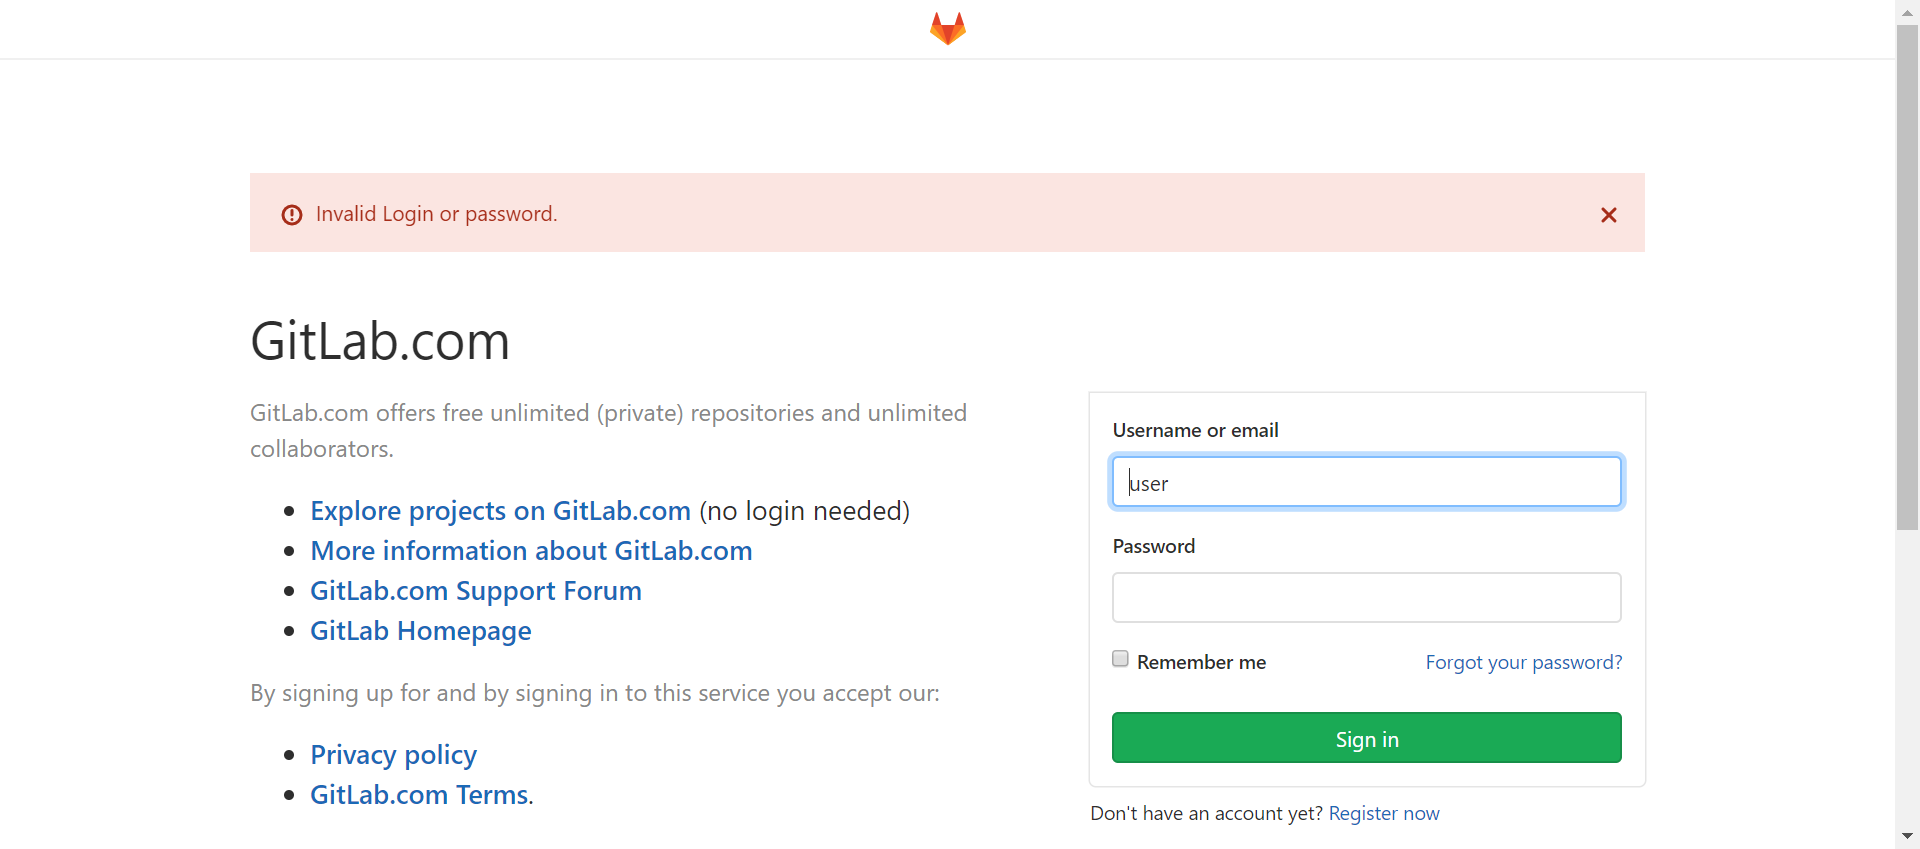 Invalid Login or password.
GitLab.com
GitLab.com offers free unlimited (private) repositories and unlimited
collaborators.
Explore projects on GitLab.com (no login needed)
More information about GitLab.com
GitLab.com Support Forum
GitLab Homepage
By signing up for and by signing in to this service you accept our:
Privacy policy
GitLab.com Terms.
Username or email
user
Password
Remember me
Forgot your password?
Sign in
Don't have an account yet? Register now